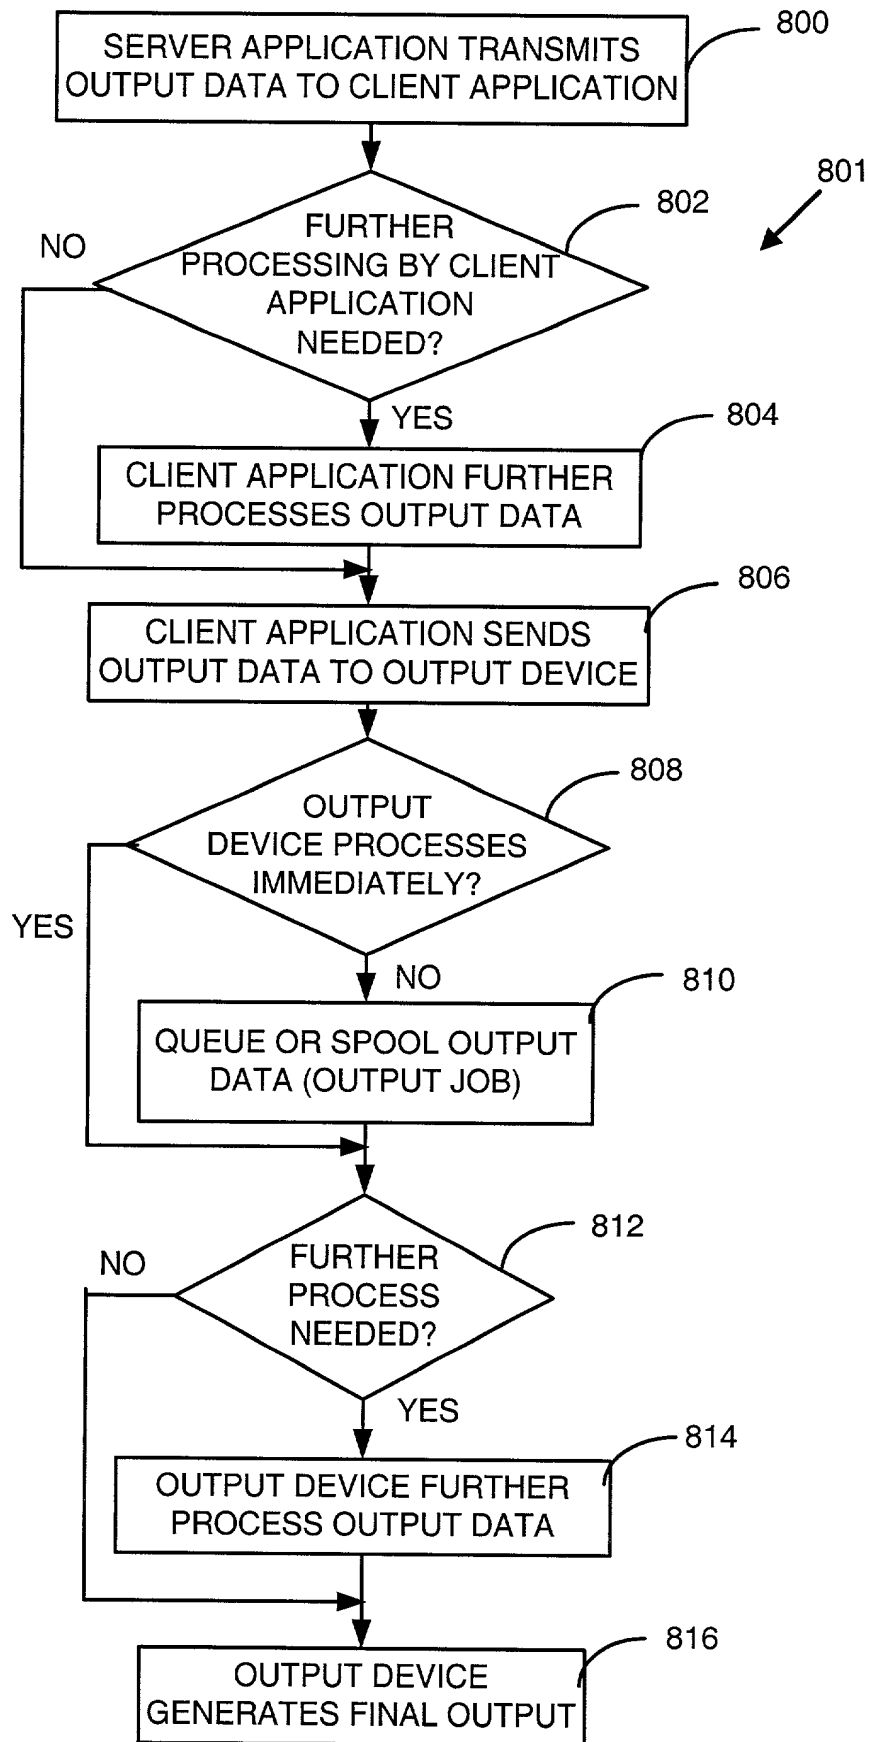 800
SERVER APPLICATION TRANSMITS
OUTPUT DATA TO CLIENT APPLICATION
801
802
NO
FURTHER
PROCESSING BY CLIENT
APPLICATION
NEEDED?
YES
804
CLIENT APPLICATION FURTHER
PROCESSES OUTPUT DATA
806
CLIENT APPLICATION SENDS
OUTPUT DATA TO OUTPUT DEVICE
808
OUTPUT
DEVICE PROCESSES
IMMEDIATELY?
YES
NO
810
QUEUE OR SPOOL OUTPUT
DATA (OUTPUT JOB)
812
NO
FURTHER
PROCESS
NEEDED?
YES
814
OUTPUT DEVICE FURTHER
PROCESS OUTPUT DATA
816
OUTPUT DEVICE
GENERATES FINAL OUTPUT